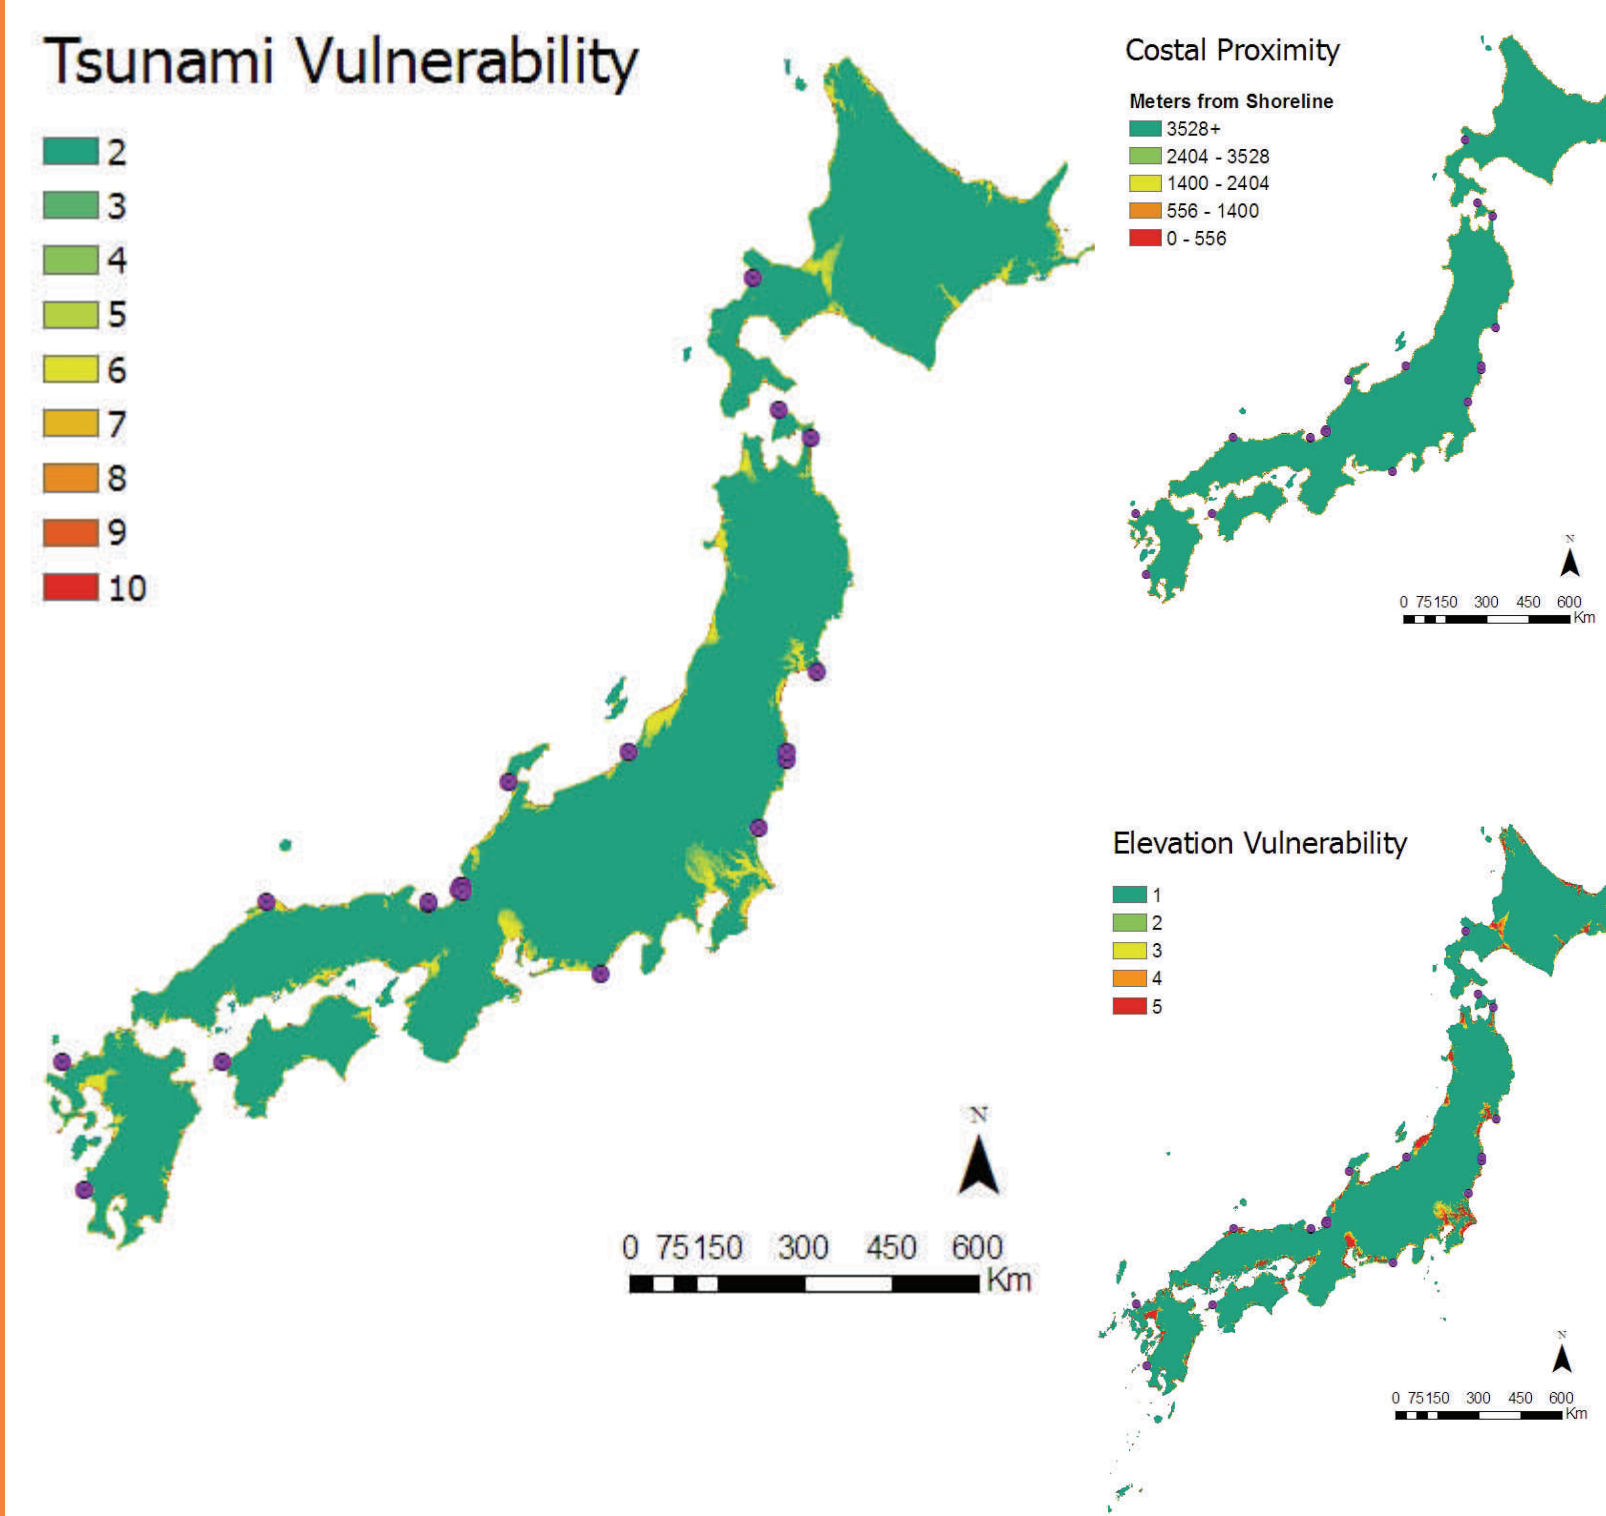 Tsunami Vulnerability
2
3
4
5
6
7
8
9
10
N
0 75 150 300 450 600
Km
Costal Proximity
Meters from Shoreline
3528+
2404 - 3528
1400 - 2404
556 - 1400
0 - 556
N
0 75 150 300 450 600
Km
Elevation Vulnerability
1
2
3
4
5
N
0 75 150 300 450 600
Km